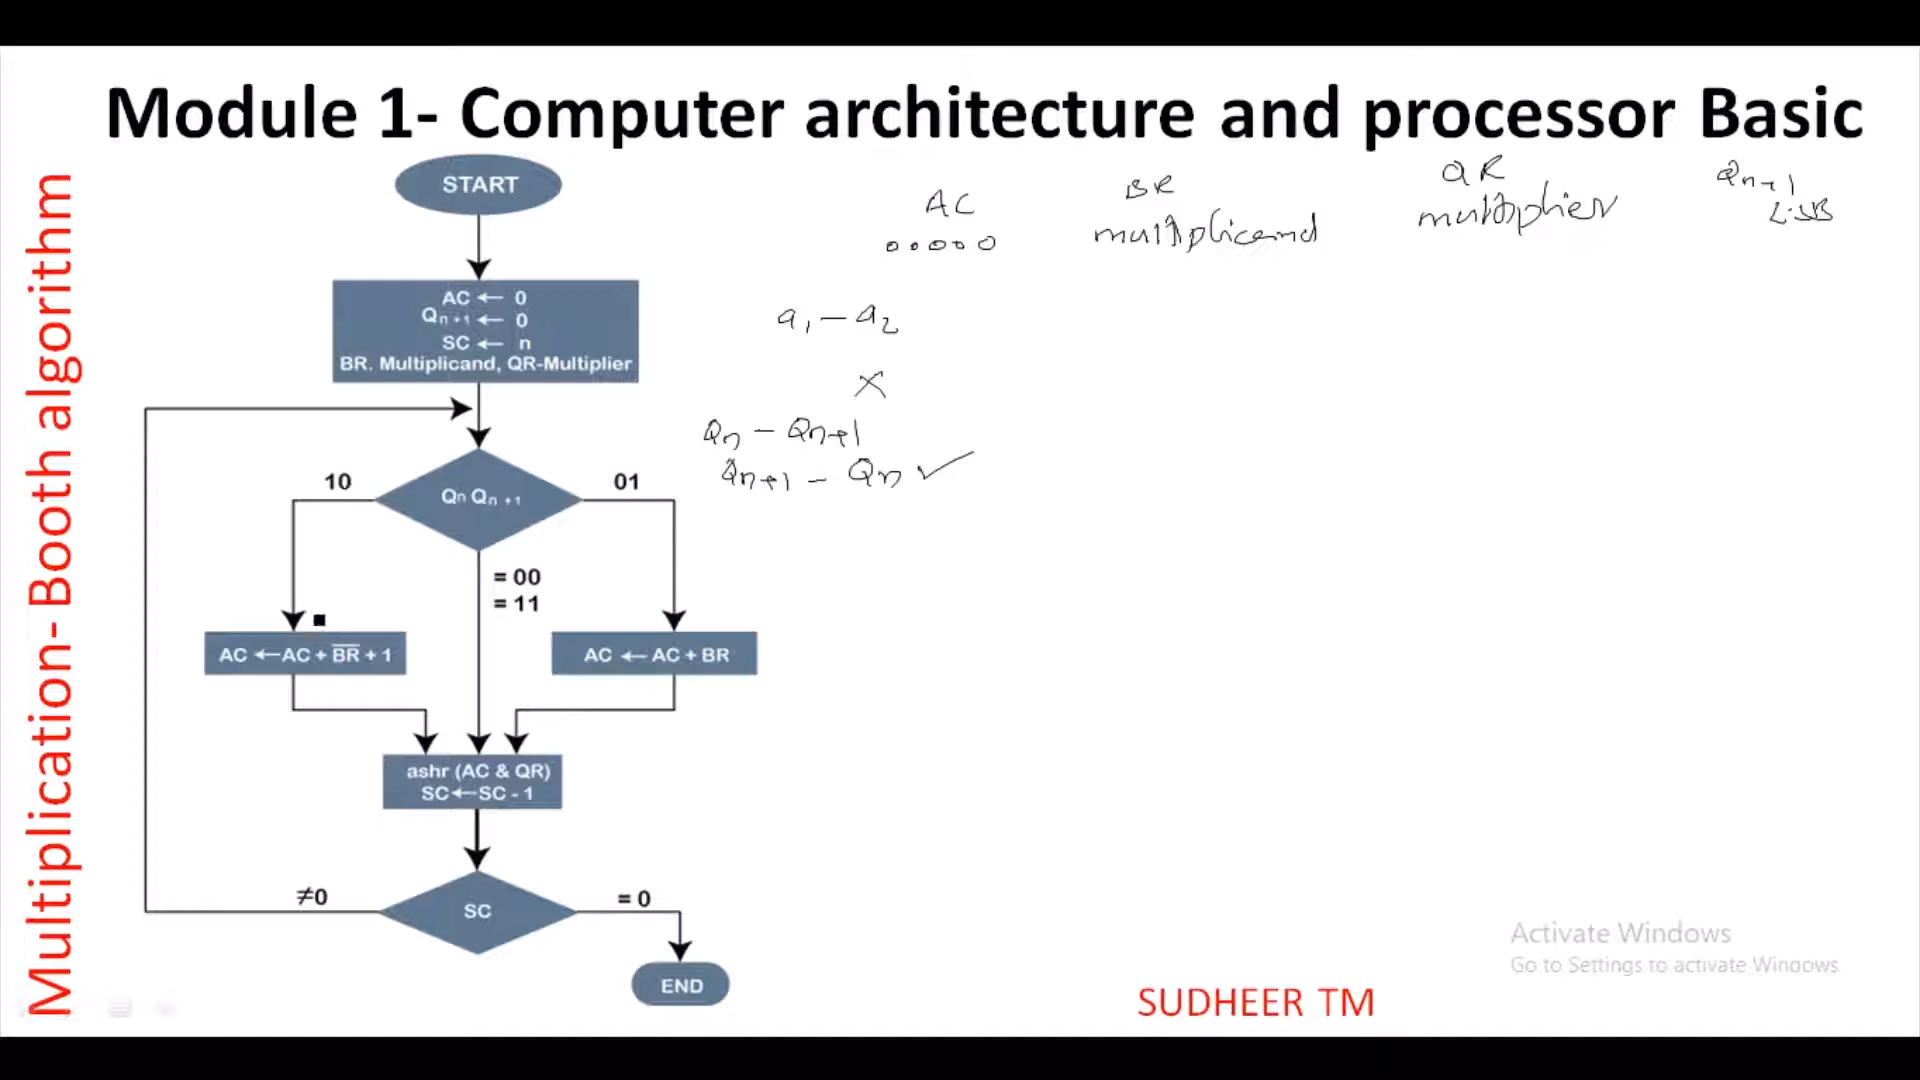 Module 1- Computer architecture and processor Basic
Multiplication- Booth algorithm
START
AC ← 0
Qn+1 ← 0
SC ← n
BR. Multiplicand, QR-Multiplier
Qn Qn+1
10
01
= 00
= 11
AC ← AC + B̅R̅ + 1
AC ← AC + BR
ashr (AC & QR)
SC ← SC - 1
SC
≠0
= 0
END
AC
00000
BR
multiplicand
QR
multiplier
Qn+1
LSB
a1 - a2
X
Qn - Qn+1
Qn+1 - Qn ✓
Activate Windows
Go to Settings to activate Windows
SUDHEER TM